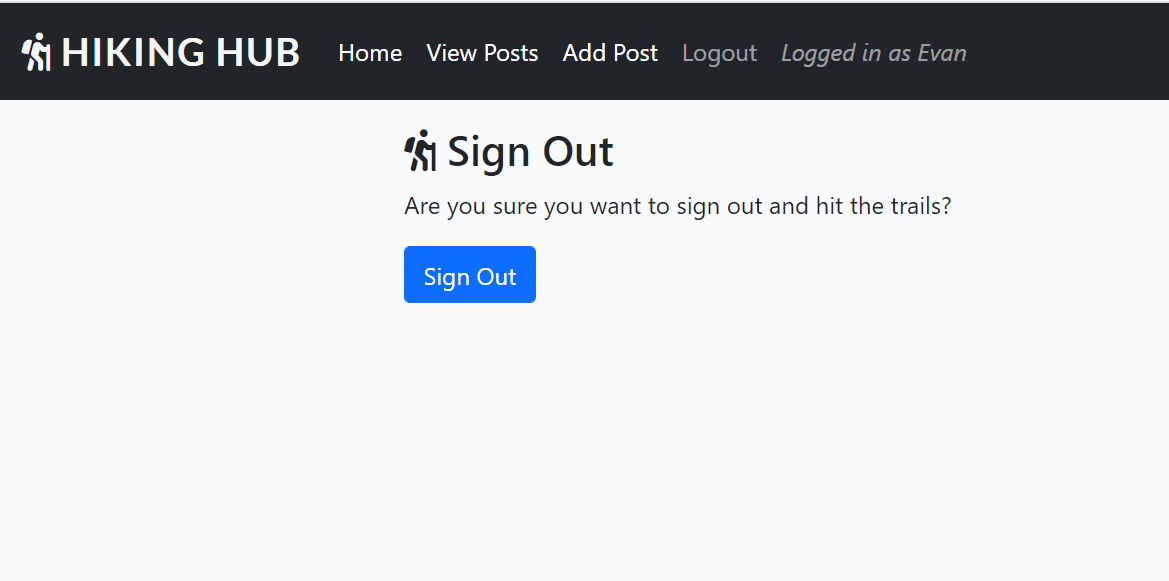 HIKING HUB Home View Posts Add Post Logout Logged in as Evan
Sign Out
Are you sure you want to sign out and hit the trails?
Sign Out